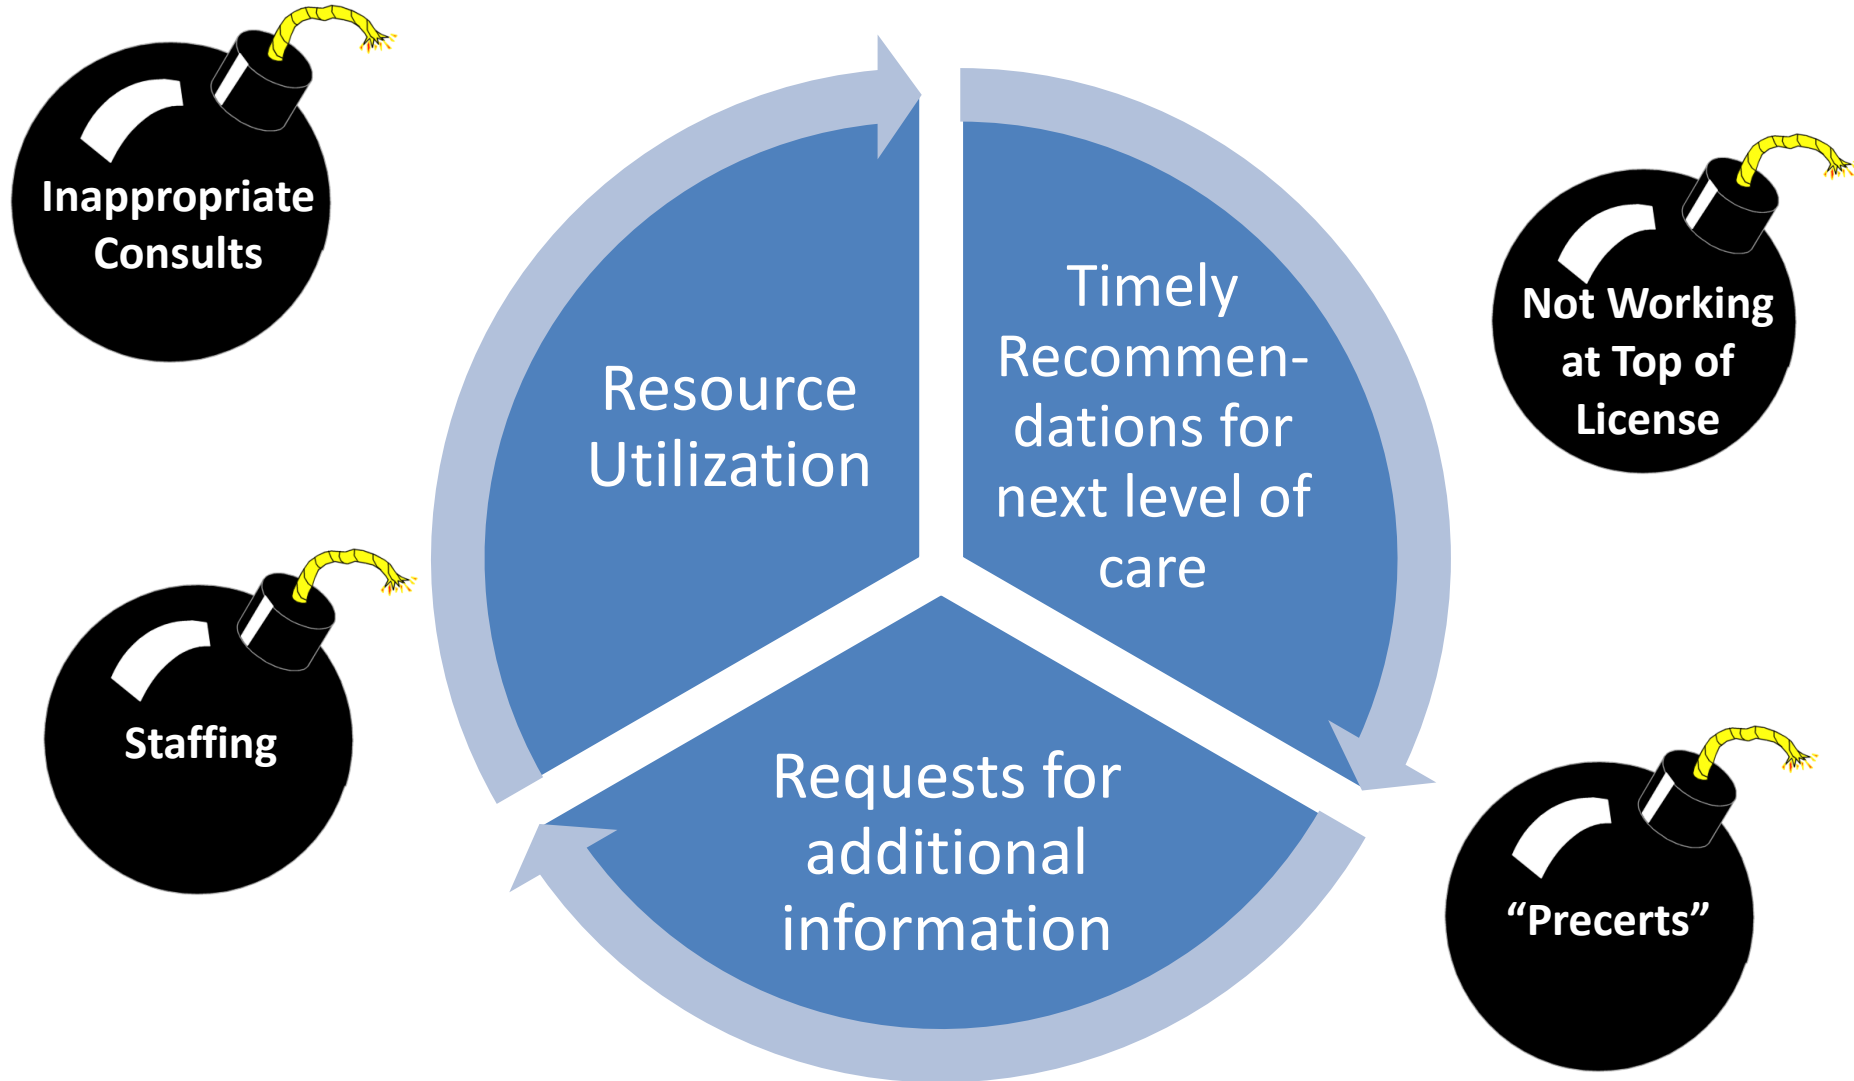 Inappropriate
Consults
Resource
Utilization
Timely
Recommen-
dations for
next level of
care
Not Working
at Top of
License
Staffing
Requests for
additional
information
“Precerts”